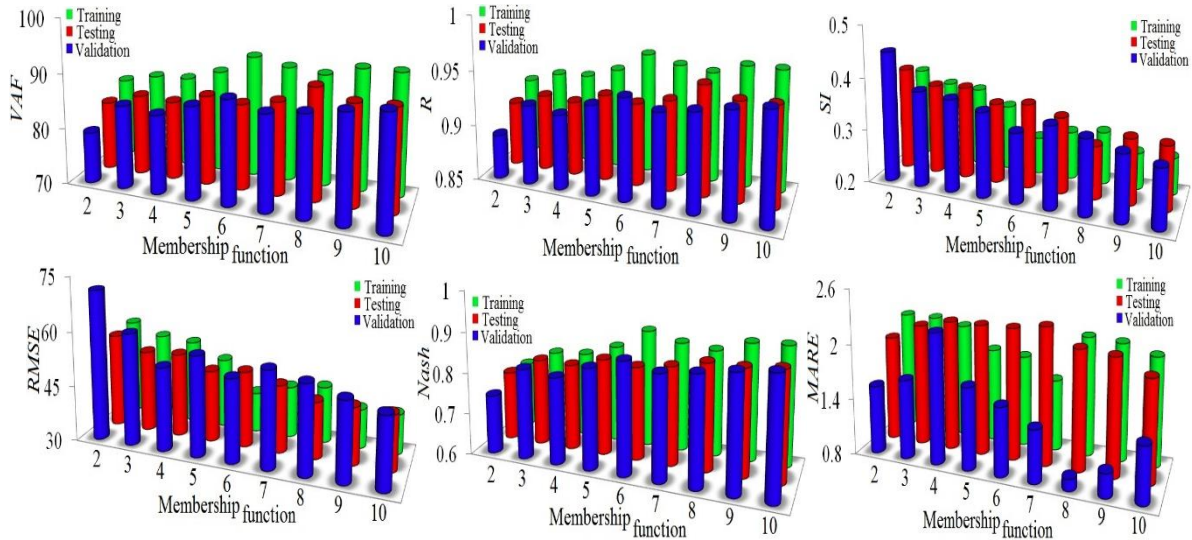 100
90
80
70
VAF
Training
Testing
Validation
2 3 4 5 6 7 8 9 10
Membership function
1
0.95
0.9
0.85
R
Training
Testing
Validation
2 3 4 5 6 7 8 9 10
Membership function
0.5
0.4
0.3
0.2
SI
Training
Testing
Validation
2 3 4 5 6 7 8 9 10
Membership function
75
60
45
30
RMSE
Training
Testing
Validation
2 3 4 5 6 7 8 9 10
Membership function
1
0.9
0.8
0.7
0.6
Nash
Training
Testing
Validation
2 3 4 5 6 7 8 9 10
Membership function
2.6
2
1.4
0.8
MARE
Training
Testing
Validation
2 3 4 5 6 7 8 9 10
Membership function